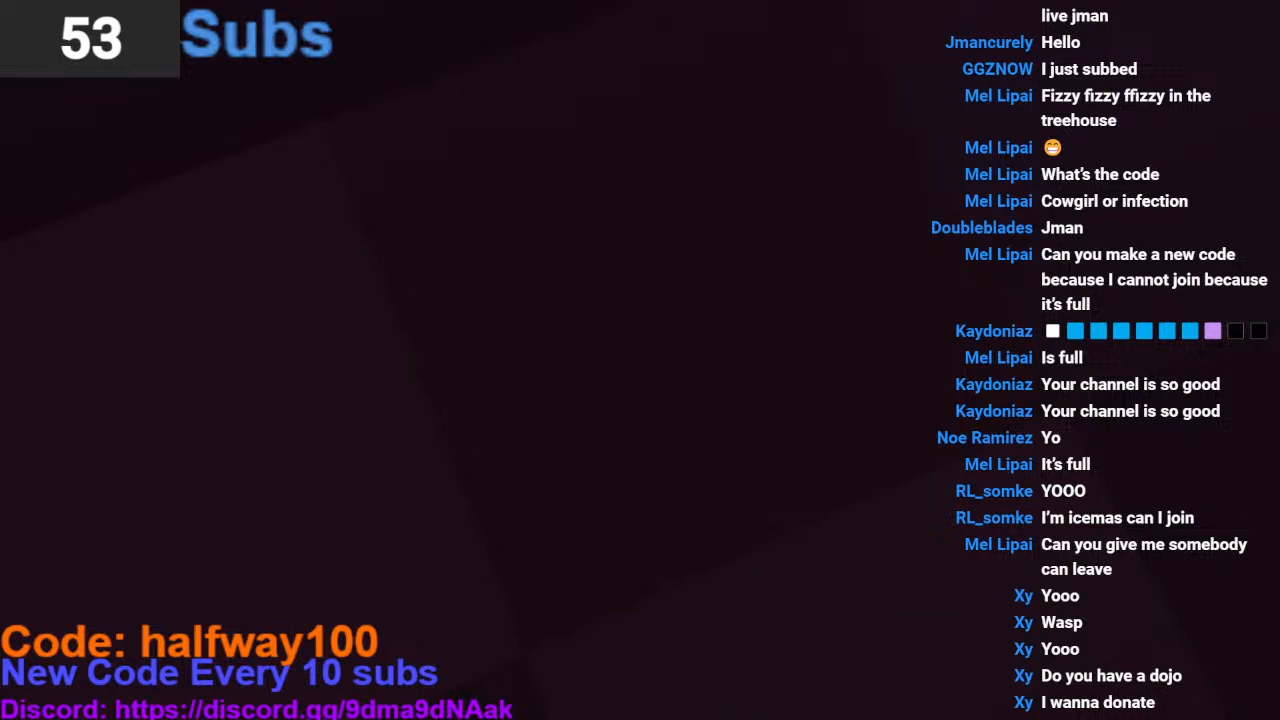 53 Subs
live jman
Jmancurely Hello
GGZNOW I just subbed
Mel Lipai Fizzy fizzy ffizzy in the
treehouse
Mel Lipai 😁
Mel Lipai What's the code
Mel Lipai Cowgirl or infection
Doubleblades Jman
Mel Lipai Can you make a new code
because I cannot join because
it's full
Kaydoniaz
Mel Lipai Is full
Kaydoniaz Your channel is so good
Kaydoniaz Your channel is so good
Noe Ramirez Yo
Mel Lipai It's full
RL_somke YOOO
RL_somke I'm icemas can I join
Mel Lipai Can you give me somebody
can leave
Xy Yooo
Xy Wasp
Xy Yooo
Xy Do you have a dojo
Xy I wanna donate
Code: halfway100
New Code Every 10 subs
Discord: https://discord.gg/9dma9dNAak